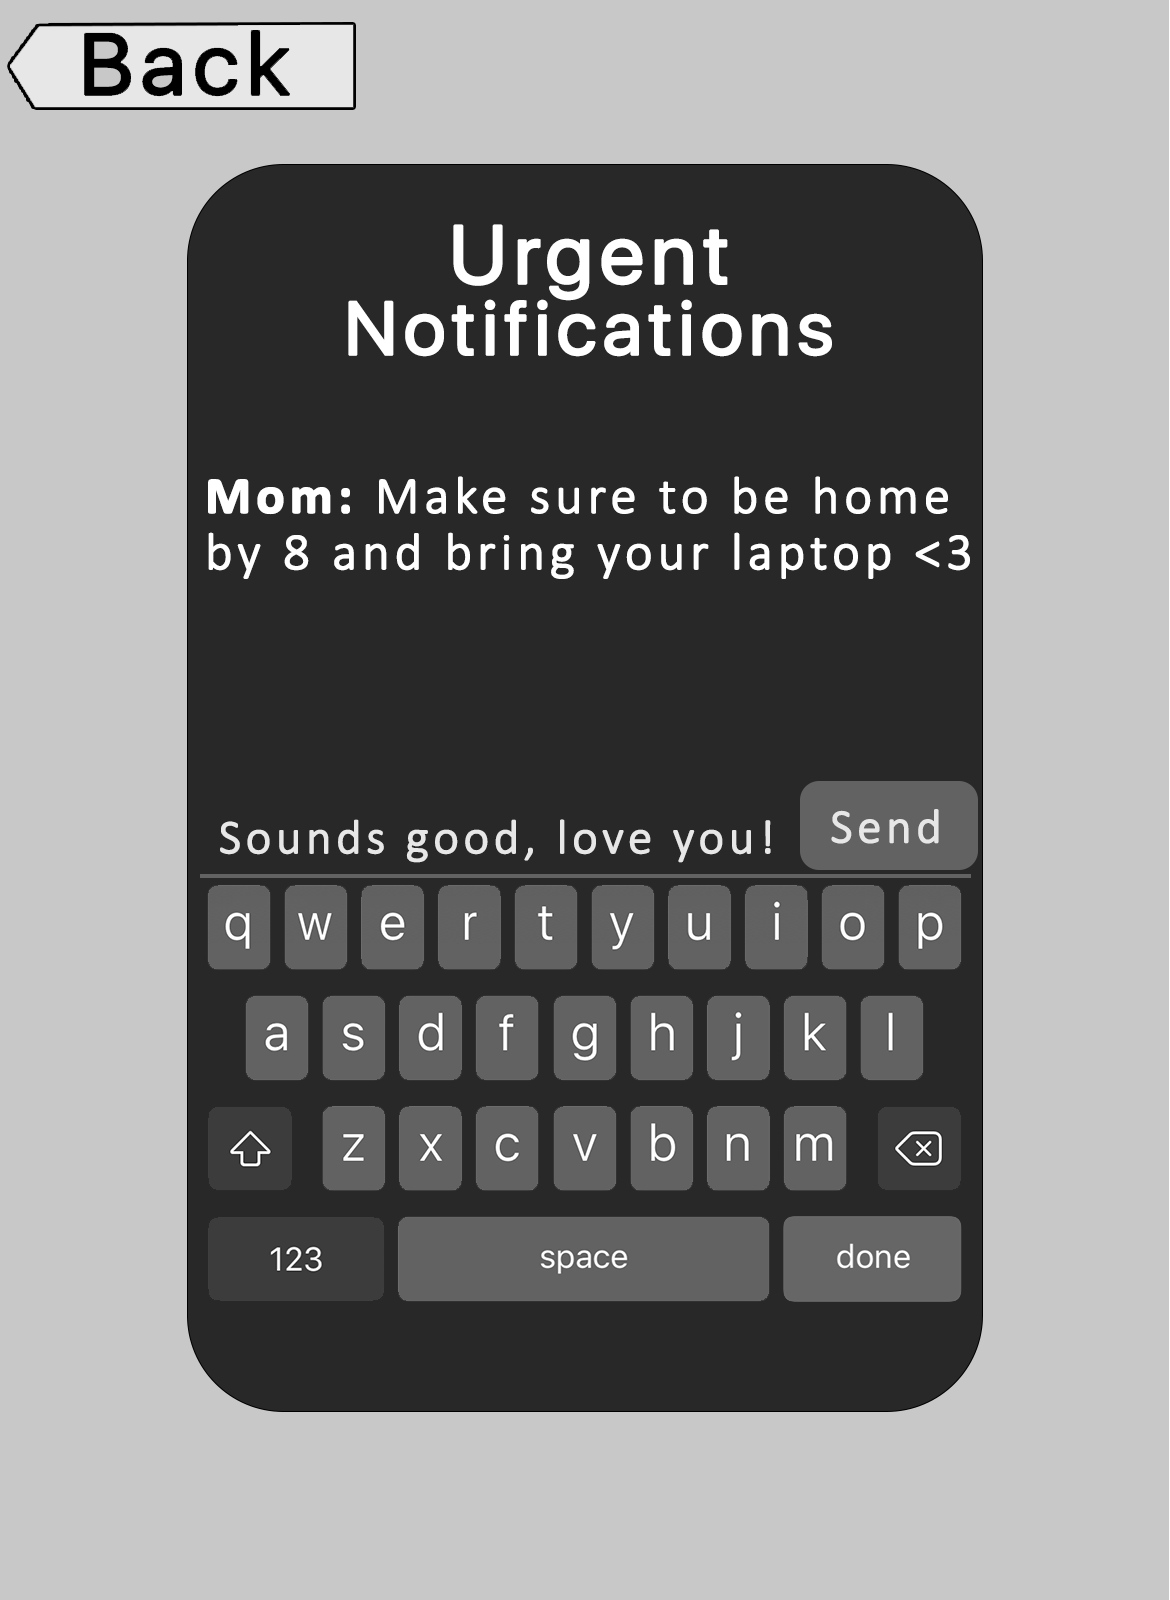 Back
Urgent
Notifications
Mom: Make sure to be home
by 8 and bring your laptop <3
Sounds good, love you!
Send
q w e r t y u i o p
a s d f g h j k l
z x c v b n m
123 space done